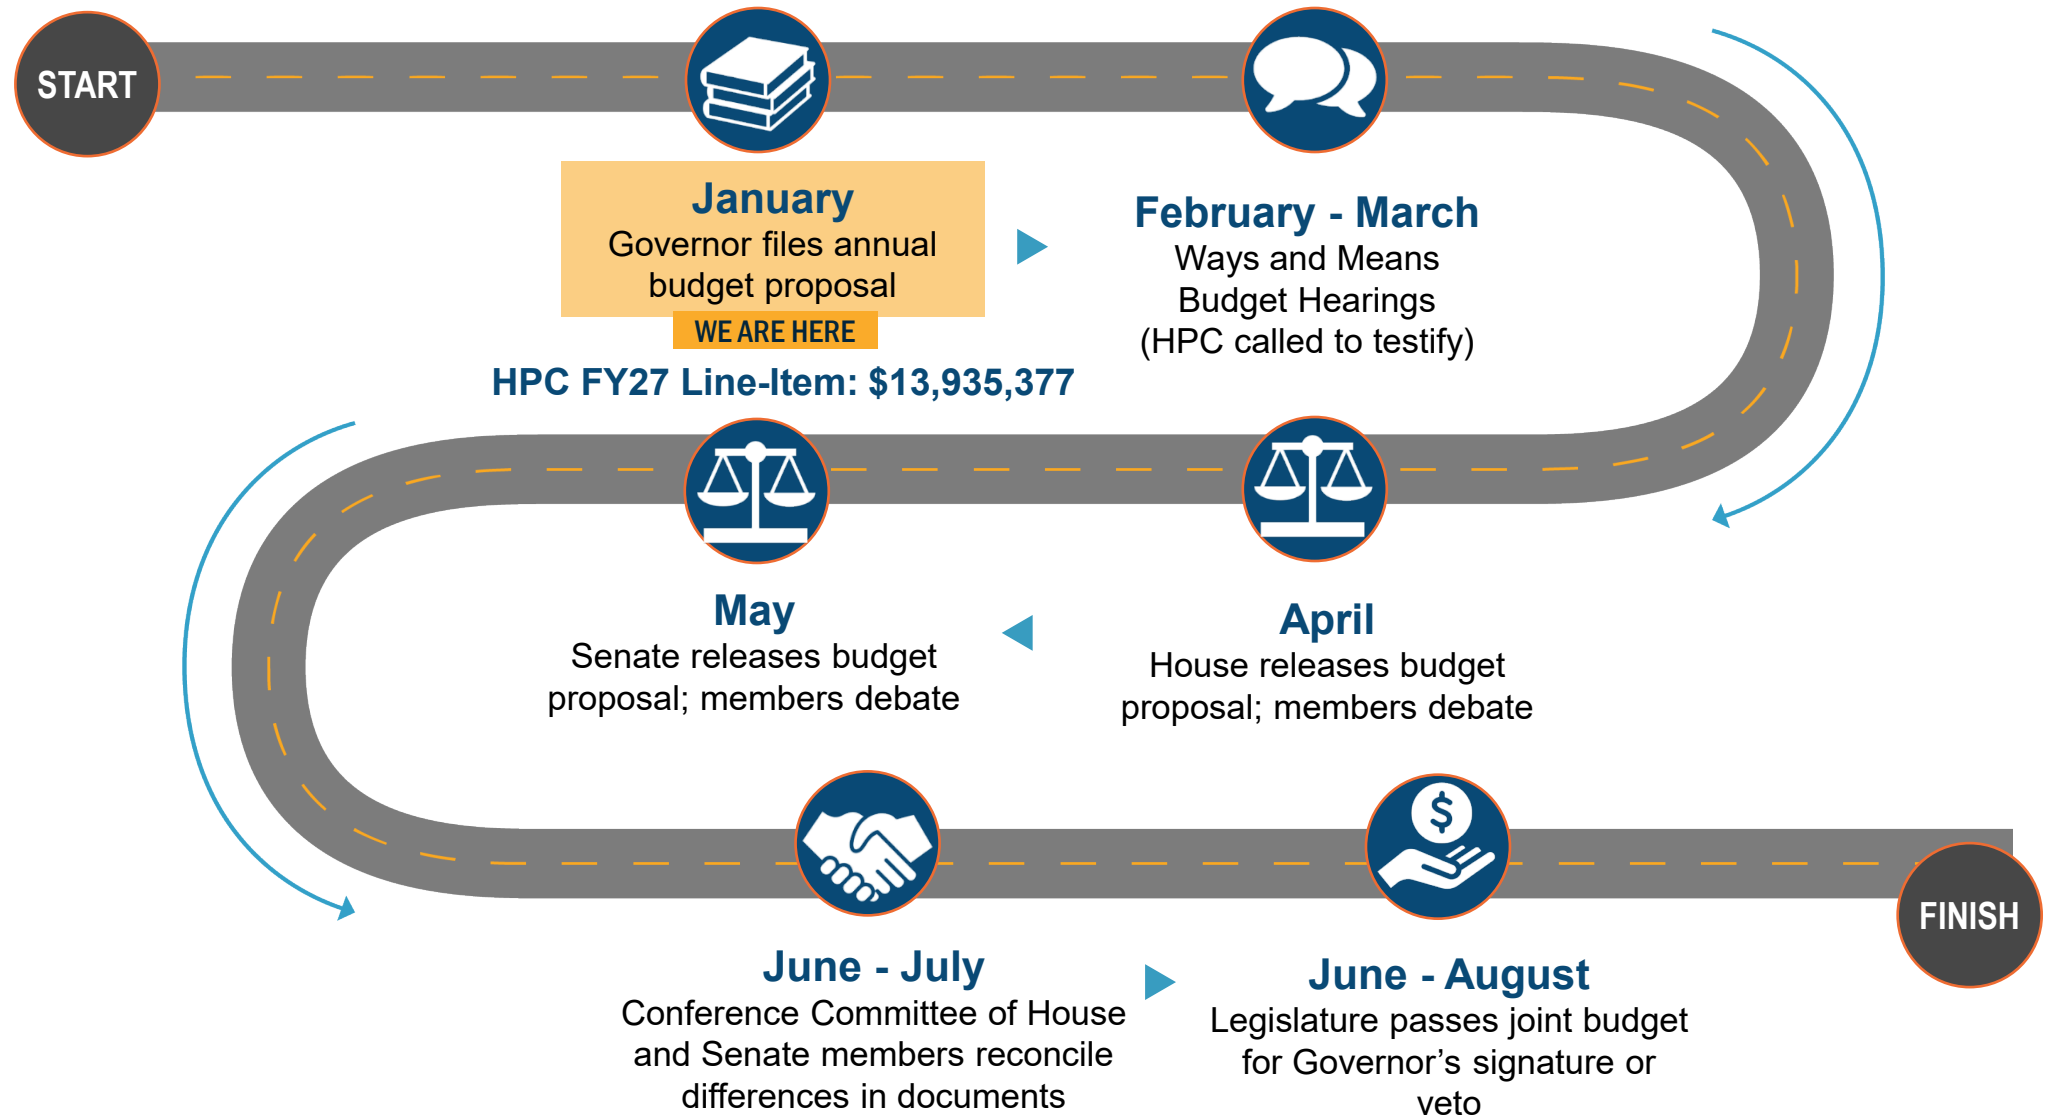 START
January
Governor files annual
budget proposal
WE ARE HERE
HPC FY27 Line-Item: $13,935,377
February - March
Ways and Means
Budget Hearings
(HPC called to testify)
April
House releases budget
proposal; members debate
May
Senate releases budget
proposal; members debate
June - July
Conference Committee of House
and Senate members reconcile
differences in documents
$
June - August
Legislature passes joint budget
for Governor’s signature or
veto
FINISH